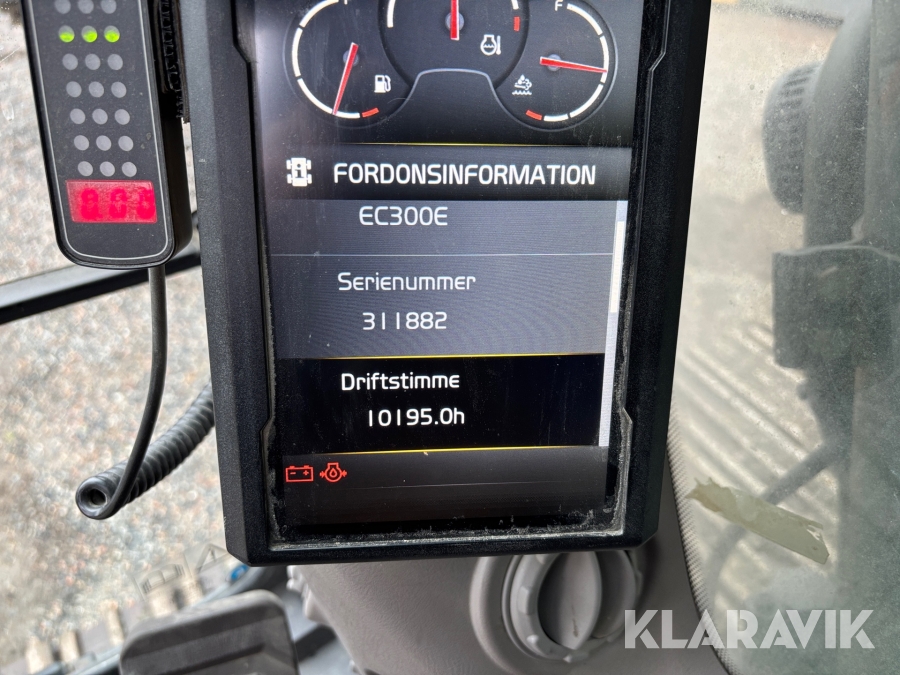 F
F
FORDONSINFORMATION
EC300E
Serienummer
311882
Driftstimme
10195.0h
KLARAVIK